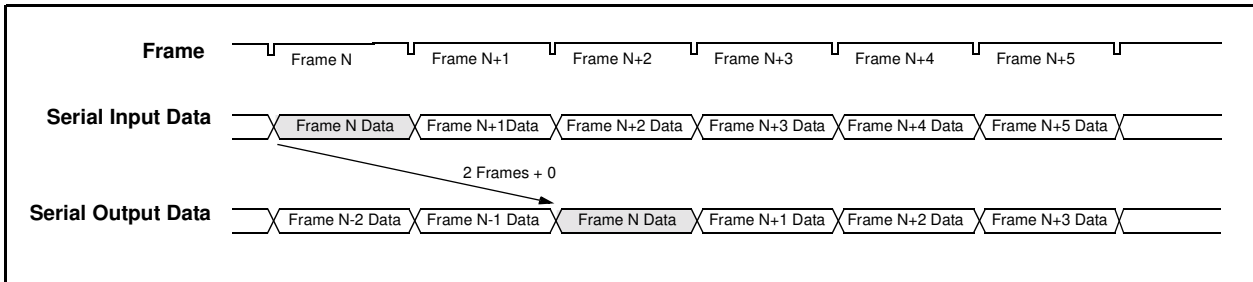 Frame
Frame N Frame N+1 Frame N+2 Frame N+3 Frame N+4 Frame N+5
Serial Input Data
Frame N Data Frame N+1Data Frame N+2 Data Frame N+3 Data Frame N+4 Data Frame N+5 Data
2 Frames + 0
Serial Output Data
Frame N-2 Data Frame N-1 Data Frame N Data Frame N+1 Data Frame N+2 Data Frame N+3 Data